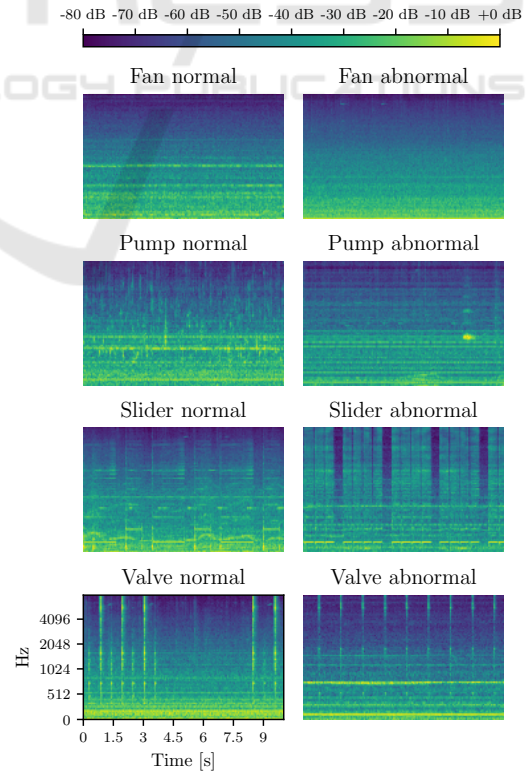 -80 dB -70 dB -60 dB -50 dB -40 dB -30 dB -20 dB -10 dB +0 dB
LOGY PUBLICATIONS
Fan normal Fan abnormal
Pump normal Pump abnormal
Slider normal Slider abnormal
Valve normal Valve abnormal
Hz
4096
2048
1024
512
0
0 1.5 3 4.5 6 7.5 9
Time [s]